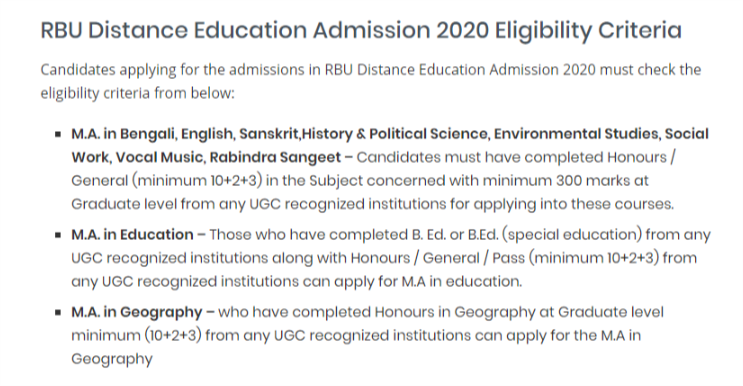 RBU Distance Education Admission 2020 Eligibility Criteria
Candidates applying for the admissions in RBU Distance Education Admission 2020 must check the
eligibility criteria from below:
▪ M.A. in Bengali, English, Sanskrit,History & Political Science, Environmental Studies, Social
Work, Vocal Music, Rabindra Sangeet – Candidates must have completed Honours /
General (minimum 10+2+3) in the Subject concerned with minimum 300 marks at
Graduate level from any UGC recognized institutions for applying into these courses.
▪ M.A. in Education – Those who have completed B. Ed. or B.Ed. (special education) from any
UGC recognized institutions along with Honours / General / Pass (minimum 10+2+3) from
any UGC recognized institutions can apply for M.A in education.
▪ M.A. in Geography – who have completed Honours in Geography at Graduate level
minimum (10+2+3) from any UGC recognized institutions can apply for the M.A in
Geography